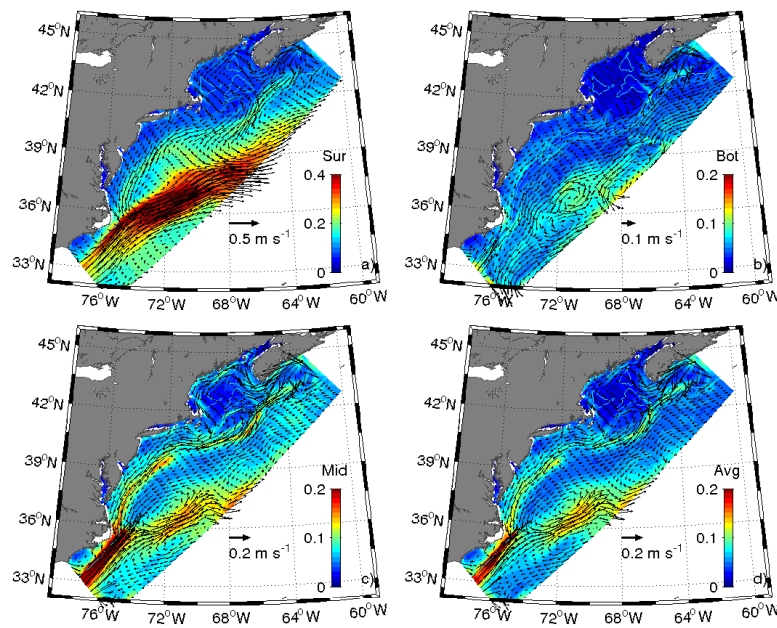 45°N
42°N
39°N
36°N
33°N
76°W
72°W
68°W
64°W
60°W
Sur
0.4
0.2
0
0.5 m s⁻¹
a)
45°N
42°N
39°N
36°N
33°N
76°W
72°W
68°W
64°W
60°W
Bot
0.2
0.1
0
0.1 m s⁻¹
b)
45°N
42°N
39°N
36°N
33°N
76°W
72°W
68°W
64°W
60°W
Mid
0.2
0.1
0
0.2 m s⁻¹
c)
45°N
42°N
39°N
36°N
33°N
76°W
72°W
68°W
64°W
60°W
Avg
0.2
0.1
0
0.2 m s⁻¹
d)